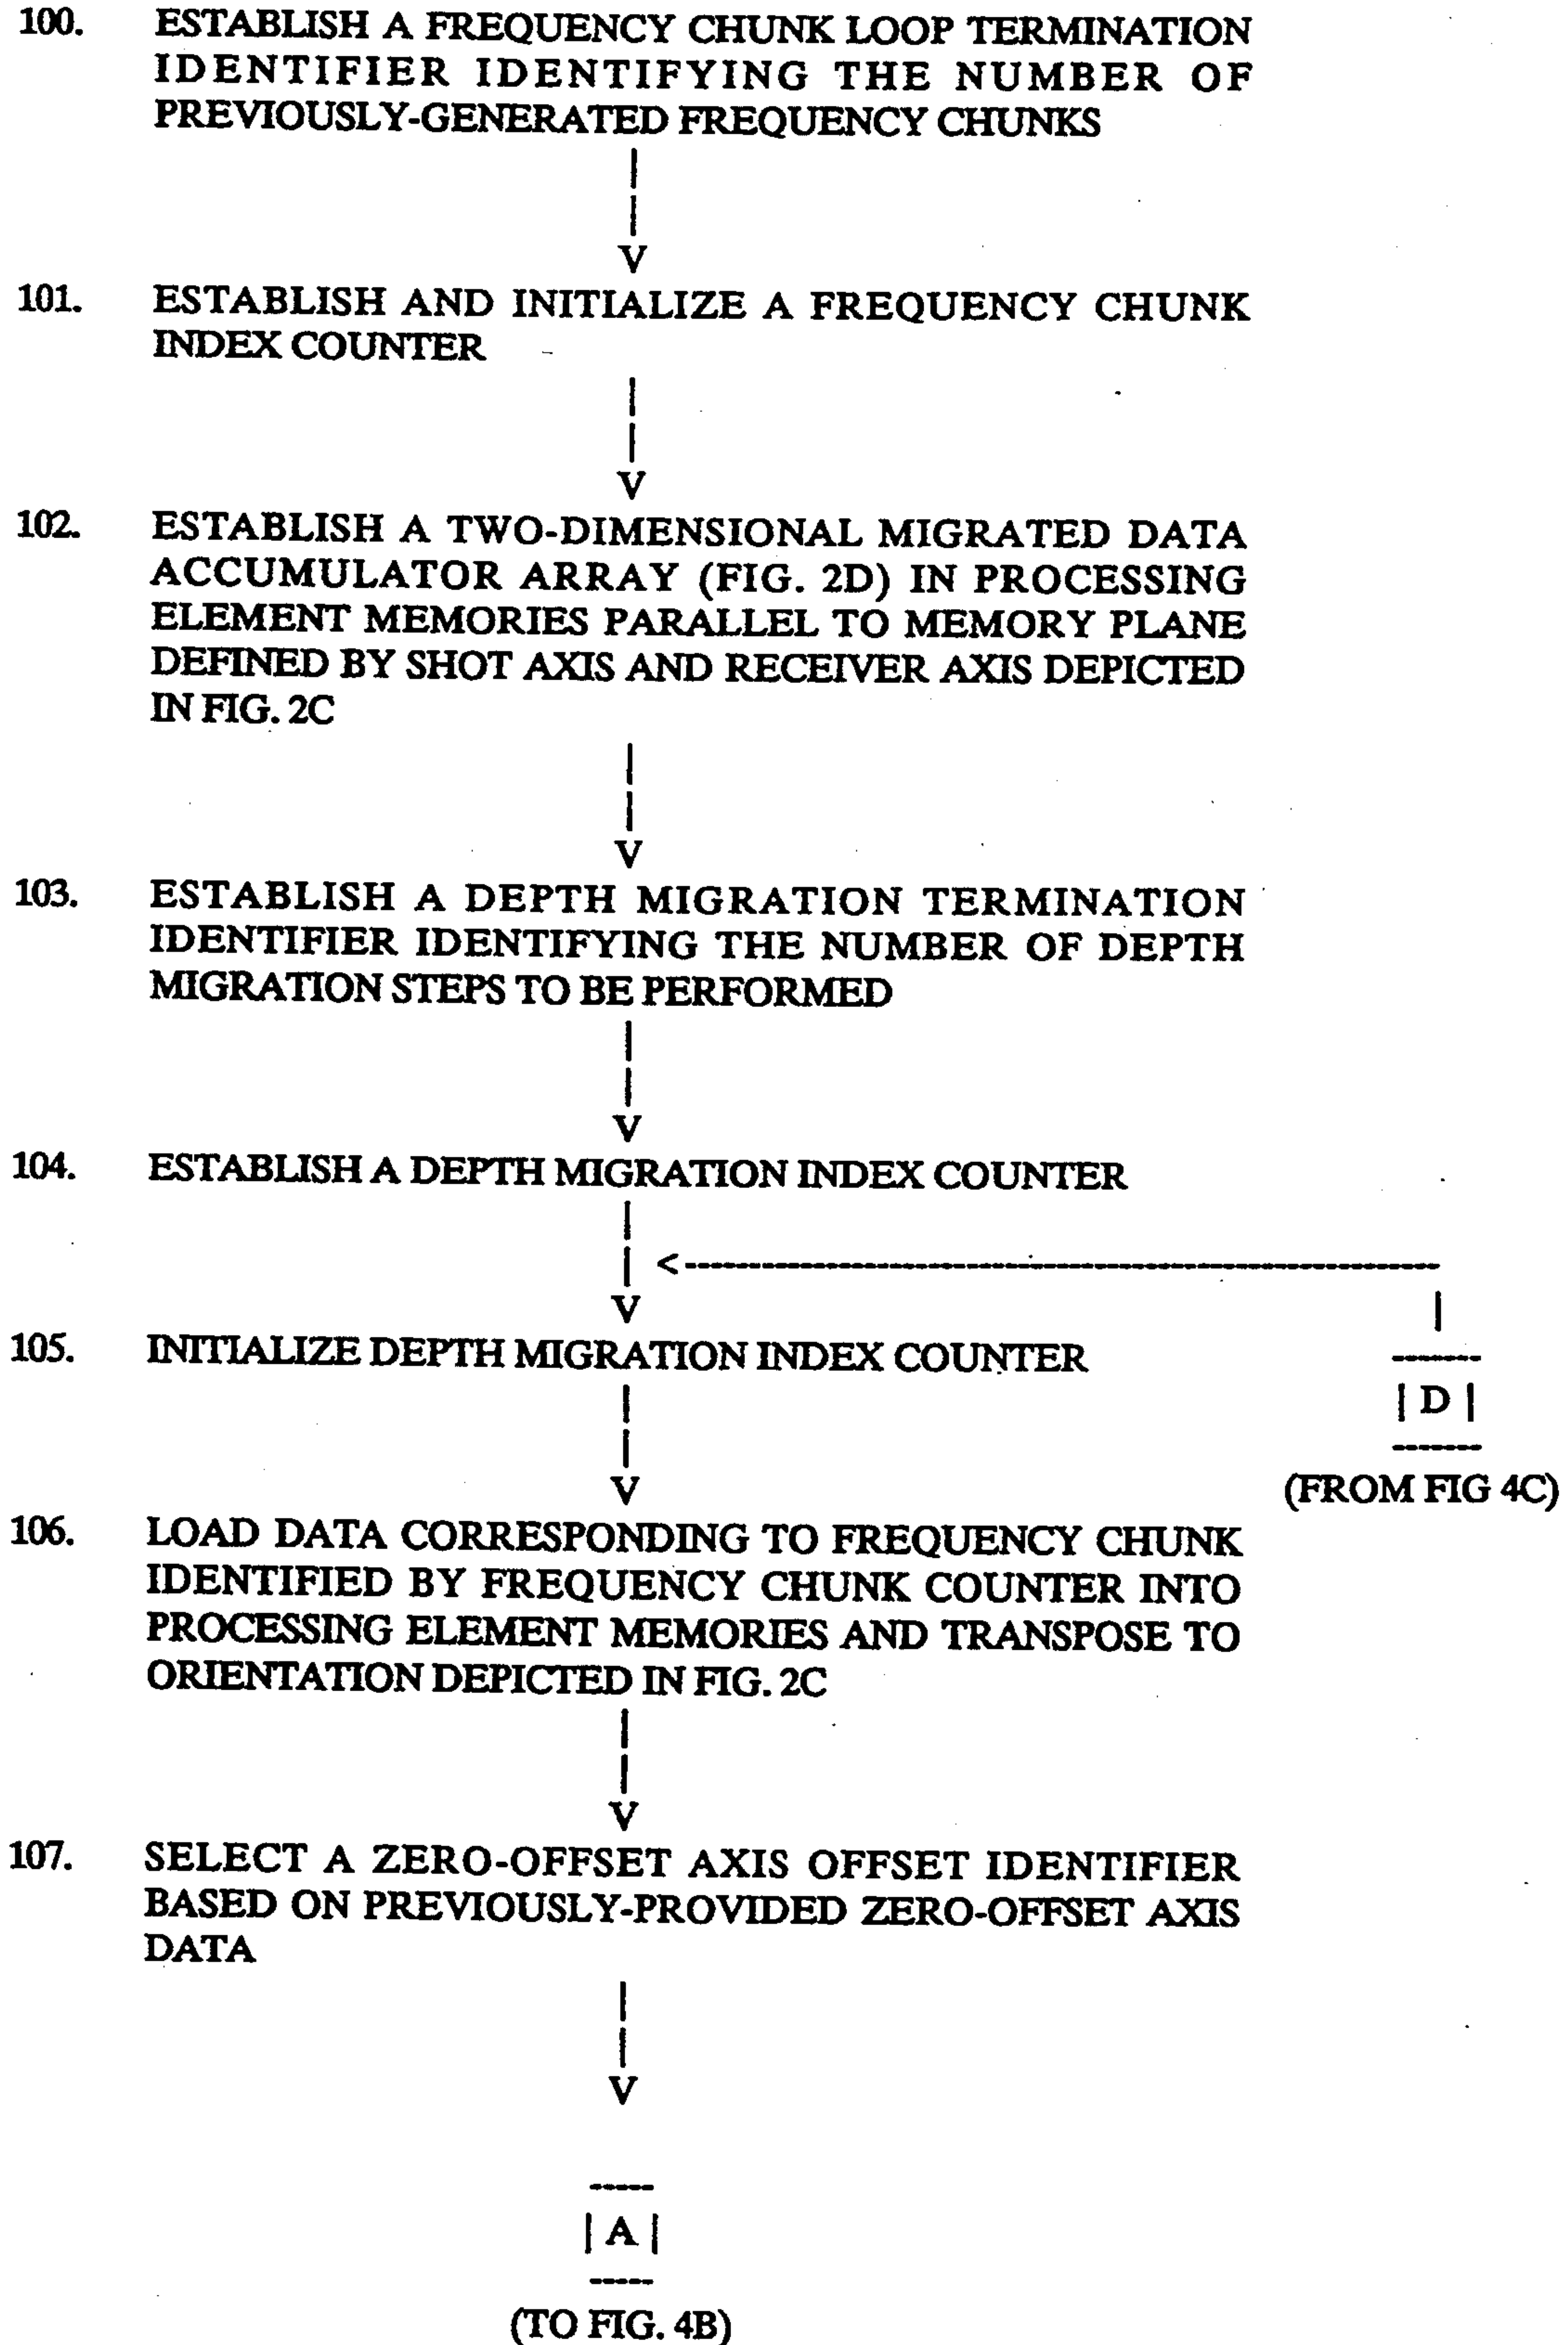 100. ESTABLISH A FREQUENCY CHUNK LOOP TERMINATION
IDENTIFIER IDENTIFYING THE NUMBER OF
PREVIOUSLY-GENERATED FREQUENCY CHUNKS
101. ESTABLISH AND INITIALIZE A FREQUENCY CHUNK
INDEX COUNTER
102. ESTABLISH A TWO-DIMENSIONAL MIGRATED DATA
ACCUMULATOR ARRAY (FIG. 2D) IN PROCESSING
ELEMENT MEMORIES PARALLEL TO MEMORY PLANE
DEFINED BY SHOT AXIS AND RECEIVER AXIS DEPICTED
IN FIG. 2C
103. ESTABLISH A DEPTH MIGRATION TERMINATION
IDENTIFIER IDENTIFYING THE NUMBER OF DEPTH
MIGRATION STEPS TO BE PERFORMED
104. ESTABLISH A DEPTH MIGRATION INDEX COUNTER
105. INITIALIZE DEPTH MIGRATION INDEX COUNTER
D
(FROM FIG 4C)
106. LOAD DATA CORRESPONDING TO FREQUENCY CHUNK
IDENTIFIED BY FREQUENCY CHUNK COUNTER INTO
PROCESSING ELEMENT MEMORIES AND TRANSPOSE TO
ORIENTATION DEPICTED IN FIG. 2C
107. SELECT A ZERO-OFFSET AXIS OFFSET IDENTIFIER
BASED ON PREVIOUSLY-PROVIDED ZERO-OFFSET AXIS
DATA
A
(TO FIG. 4B)